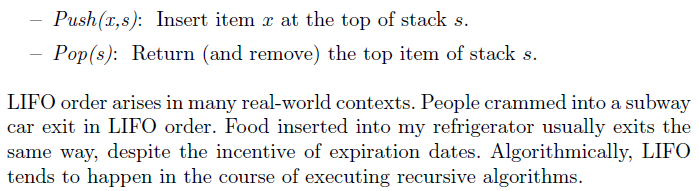 – Push(x,s): Insert item x at the top of stack s.
– Pop(s): Return (and remove) the top item of stack s.
LIFO order arises in many real-world contexts. People crammed into a subway
car exit in LIFO order. Food inserted into my refrigerator usually exits the
same way, despite the incentive of expiration dates. Algorithmically, LIFO
tends to happen in the course of executing recursive algorithms.